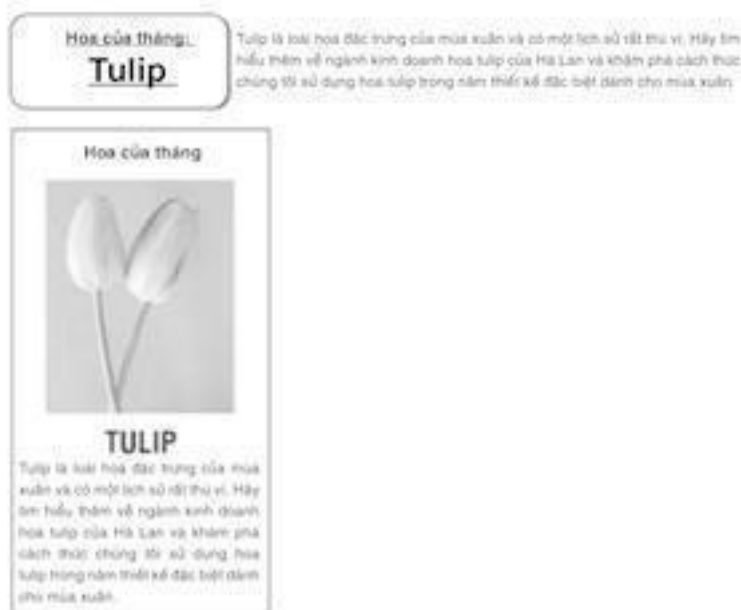 Hoa của tháng:
Tulip
Tulip là loài hoa đặc trưng của mùa xuân và có một lịch sử rất thú vị. Hãy tìm
hiểu thêm về ngành kinh doanh hoa tulip của Hà Lan và khám phá cách thức
chúng tôi sử dụng hoa tulip trong năm thiết kế đặc biệt dành cho mùa xuân.
Hoa của tháng
TULIP
Tulip là loài hoa đặc trưng của mùa
xuân và có một lịch sử rất thú vị. Hãy
tìm hiểu thêm về ngành kinh doanh
hoa tulip của Hà Lan và khám phá
cách thức chúng tôi sử dụng hoa
tulip trong năm thiết kế đặc biệt dành
cho mùa xuân.